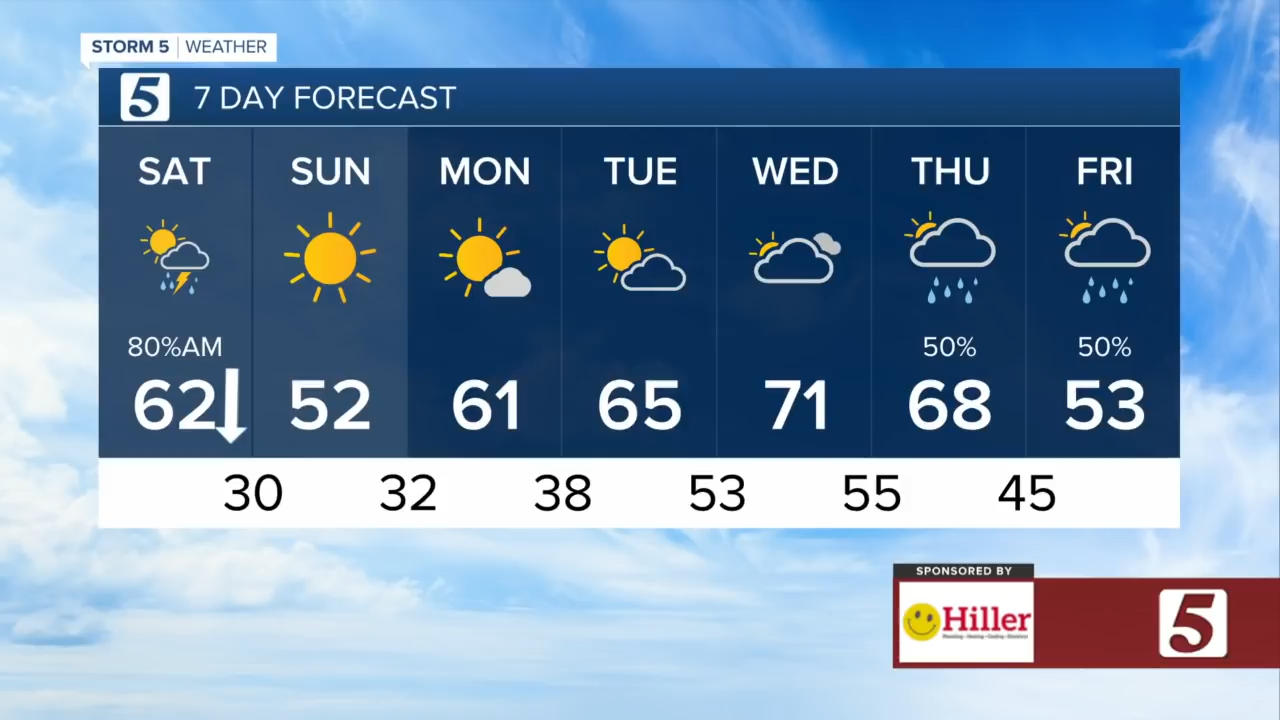 STORM 5 | WEATHER
5 7 DAY FORECAST
SAT SUN MON TUE WED THU FRI
80%AM 50% 50%
62 52 61 65 71 68 53
30 32 38 53 55 45
SPONSORED BY
Hiller
5